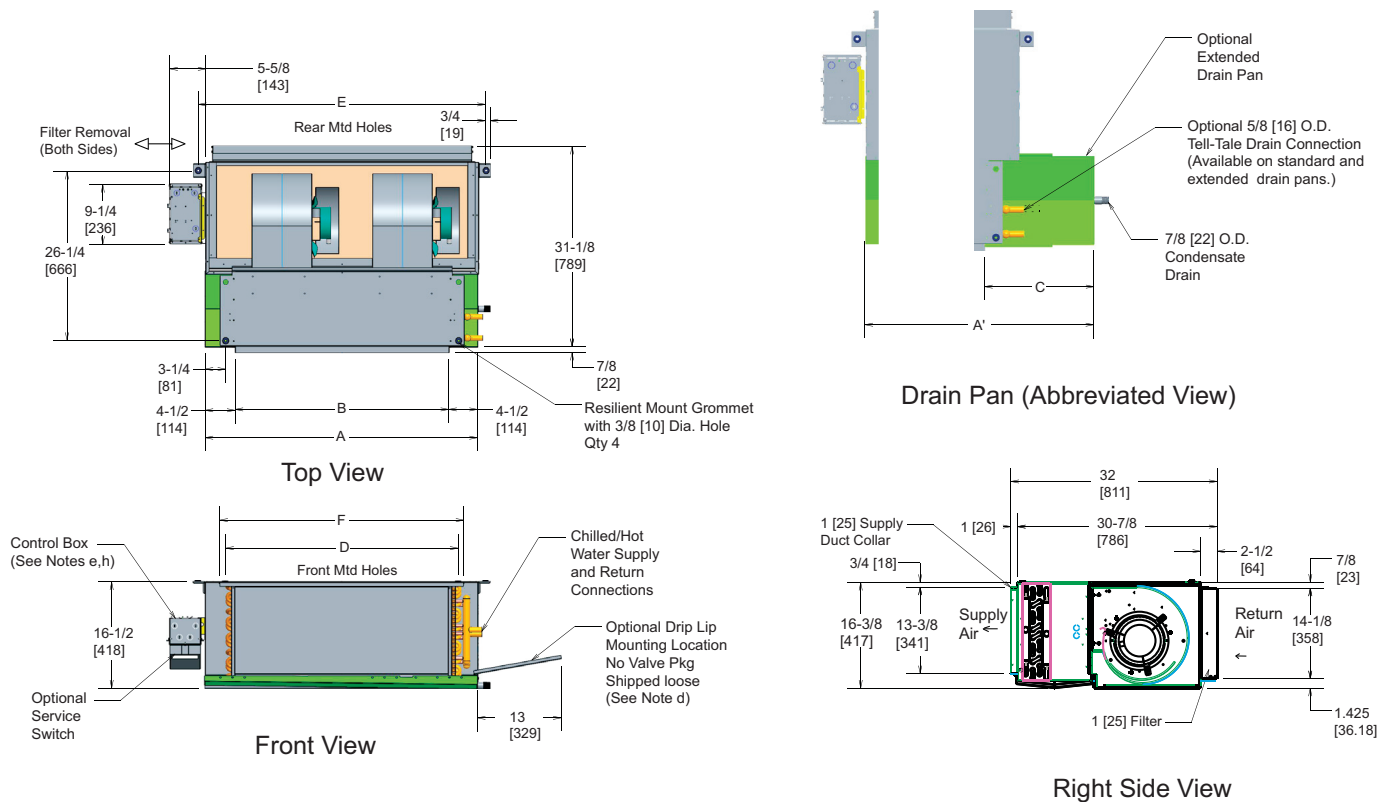 5-5/8
[143]
E
3/4
[19]
Rear Mtd Holes
Filter Removal
(Both Sides)
9-1/4
[236]
26-1/4
[666]
31-1/8
[789]
3-1/4
[81]
7/8
[22]
4-1/2
[114]
B
4-1/2
[114]
A
Resilient Mount Grommet
with 3/8 [10] Dia. Hole
Qty 4
Top View
Optional
Extended
Drain Pan
Optional 5/8 [16] O.D.
Tell-Tale Drain Connection
(Available on standard and
extended drain pans.)
7/8 [22] O.D.
Condensate
Drain
C
A'
Drain Pan (Abbreviated View)
F
D
Front Mtd Holes
Control Box
(See Notes e,h)
16-1/2
[418]
Optional
Service
Switch
Chilled/Hot
Water Supply
and Return
Connections
Optional Drip Lip
Mounting Location
No Valve Pkg
Shipped loose
(See Note d)
13
[329]
Front View
32
[811]
1 [25] Supply
Duct Collar
1 [26]
30-7/8
[786]
2-1/2
[64]
7/8
[23]
3/4 [18]
16-3/8
[417]
Supply
Air ←
13-3/8
[341]
CC
Return
Air
←
14-1/8
[358]
1 [25] Filter
1.425
[36.18]
Right Side View